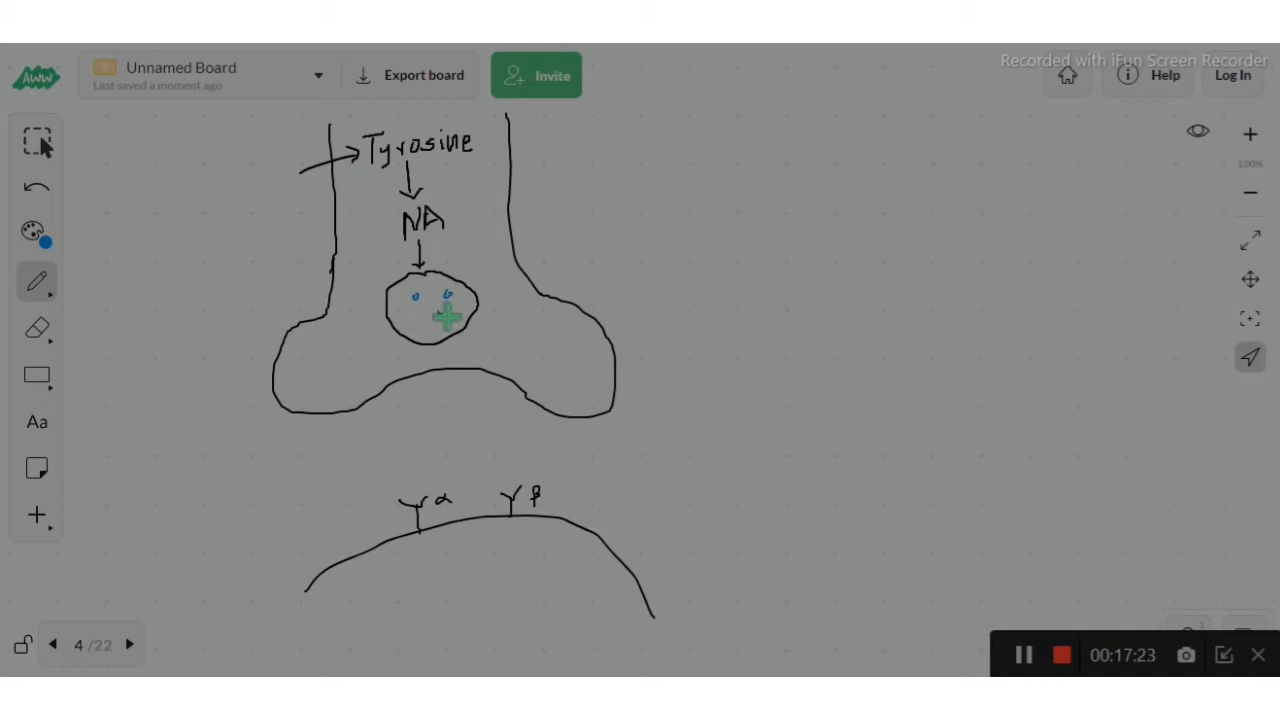 Recorded with iFun Screen Recorder
AWW
Unnamed Board
Last saved a moment ago
Export board
Invite
Help
Log In
100%
Tyrosine
NA
Aa
α
β
4 /22
00:17:23